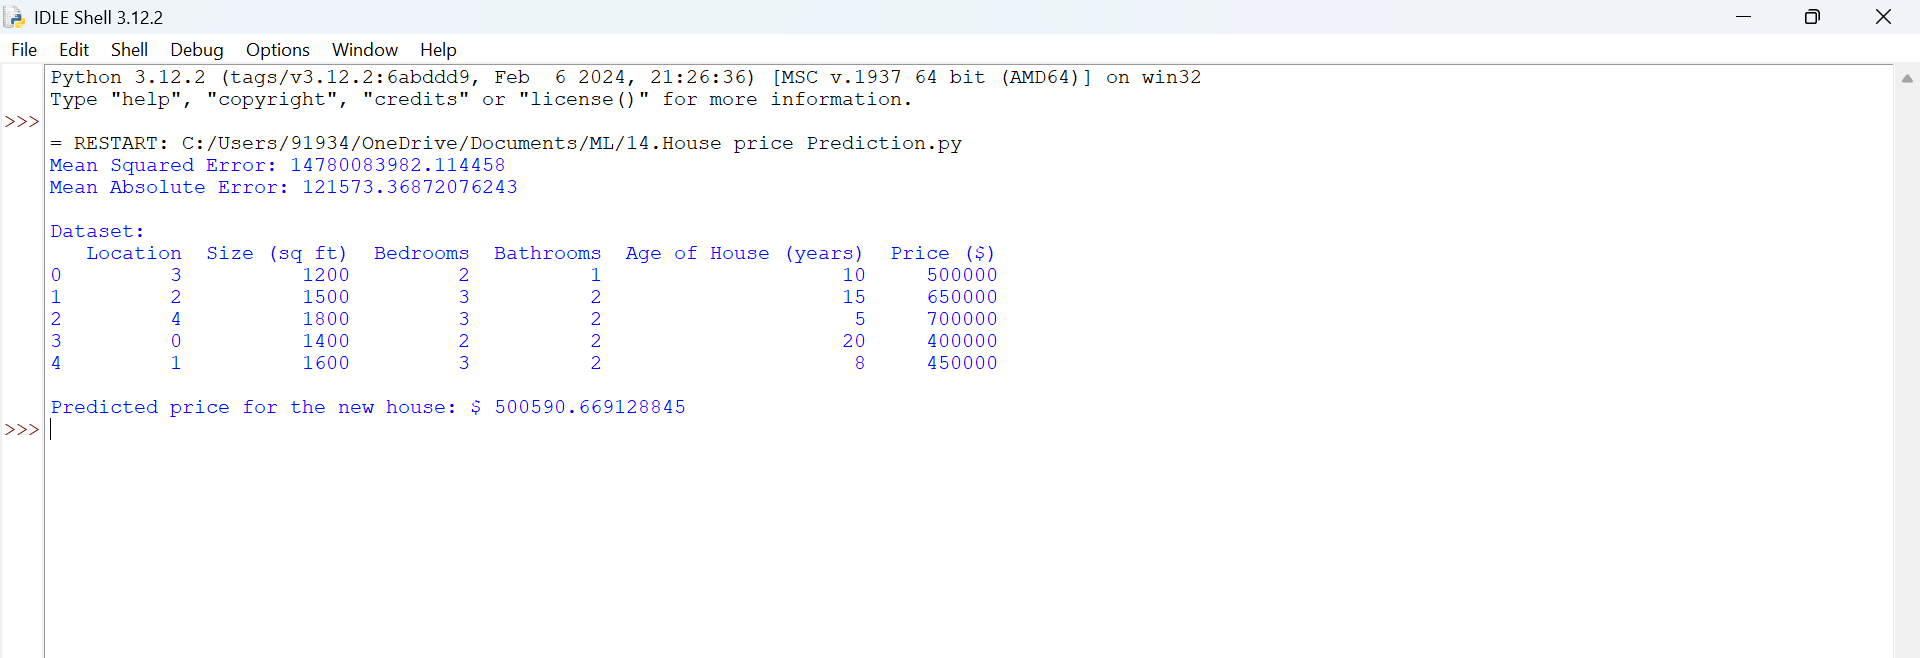 IDLE Shell 3.12.2
File Edit Shell Debug Options Window Help
Python 3.12.2 (tags/v3.12.2:6abddd9, Feb  6 2024, 21:26:36) [MSC v.1937 64 bit (AMD64)] on win32
Type "help", "copyright", "credits" or "license()" for more information.
>>>
= RESTART: C:/Users/91934/OneDrive/Documents/ML/14.House price Prediction.py
Mean Squared Error: 14780083982.114458
Mean Absolute Error: 121573.36872076243
Dataset:
   Location  Size (sq ft)  Bedrooms  Bathrooms  Age of House (years)  Price ($)
0         3          1200         2          1                    10     500000
1         2          1500         3          2                    15     650000
2         4          1800         3          2                     5     700000
3         0          1400         2          2                    20     400000
4         1          1600         3          2                     8     450000
Predicted price for the new house: $ 500590.669128845
>>>